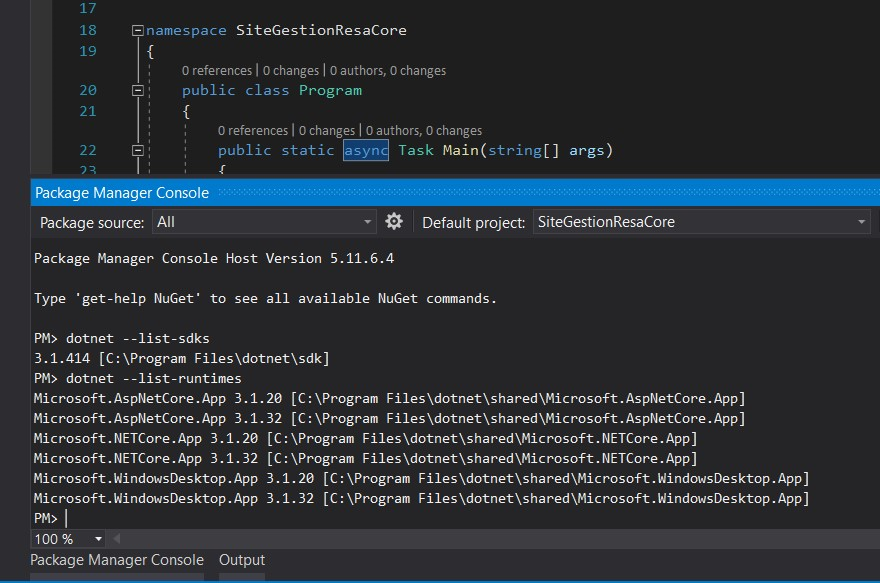 17
18 namespace SiteGestionResaCore
19 {
0 references | 0 changes | 0 authors, 0 changes
20 public class Program
21 {
0 references | 0 changes | 0 authors, 0 changes
22 public static async Task Main(string[] args)
23 {
Package Manager Console
Package source: All Default project: SiteGestionResaCore
Package Manager Console Host Version 5.11.6.4
Type 'get-help NuGet' to see all available NuGet commands.
PM> dotnet --list-sdks
3.1.414 [C:\Program Files\dotnet\sdk]
PM> dotnet --list-runtimes
Microsoft.AspNetCore.App 3.1.20 [C:\Program Files\dotnet\shared\Microsoft.AspNetCore.App]
Microsoft.AspNetCore.App 3.1.32 [C:\Program Files\dotnet\shared\Microsoft.AspNetCore.App]
Microsoft.NETCore.App 3.1.20 [C:\Program Files\dotnet\shared\Microsoft.NETCore.App]
Microsoft.NETCore.App 3.1.32 [C:\Program Files\dotnet\shared\Microsoft.NETCore.App]
Microsoft.WindowsDesktop.App 3.1.20 [C:\Program Files\dotnet\shared\Microsoft.WindowsDesktop.App]
Microsoft.WindowsDesktop.App 3.1.32 [C:\Program Files\dotnet\shared\Microsoft.WindowsDesktop.App]
PM>
100 %
Package Manager Console Output